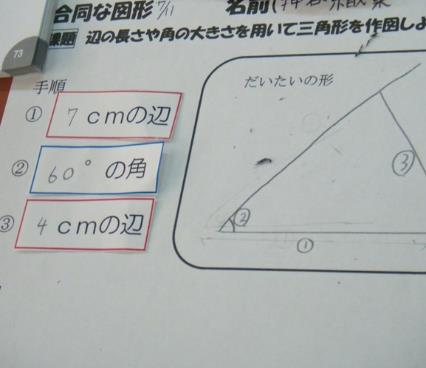 合同な図形 7/11 名前(
課題 辺の長さや角の大きさを用いて三角形を作図しよ
73
手順
だいたいの形
① 7cmの辺
② 60°の角
③ 4cmの辺
③
②
①